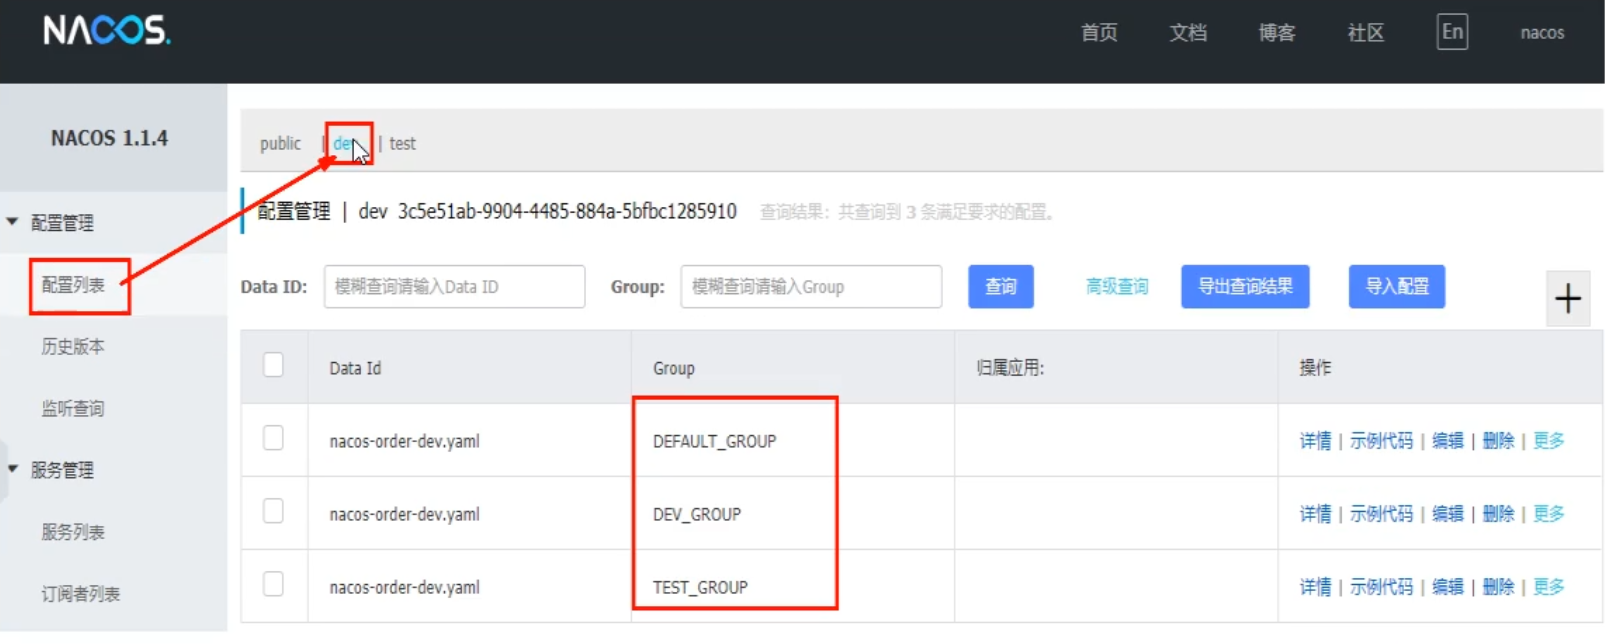 NACOS.
首页 文档 博客 社区 En nacos
NACOS 1.1.4
配置管理
配置列表
历史版本
监听查询
服务管理
服务列表
订阅者列表
public | dev | test
配置管理 | dev 3c5e51ab-9904-4485-884a-5bfbc1285910 查询结果：共查询到 3 条满足要求的配置。
Data ID: 模糊查询请输入Data ID Group: 模糊查询请输入Group 查询 高级查询 导出查询结果 导入配置 +
Data Id Group 归属应用: 操作
nacos-order-dev.yaml DEFAULT_GROUP 详情 | 示例代码 | 编辑 | 删除 | 更多
nacos-order-dev.yaml DEV_GROUP 详情 | 示例代码 | 编辑 | 删除 | 更多
nacos-order-dev.yaml TEST_GROUP 详情 | 示例代码 | 编辑 | 删除 | 更多